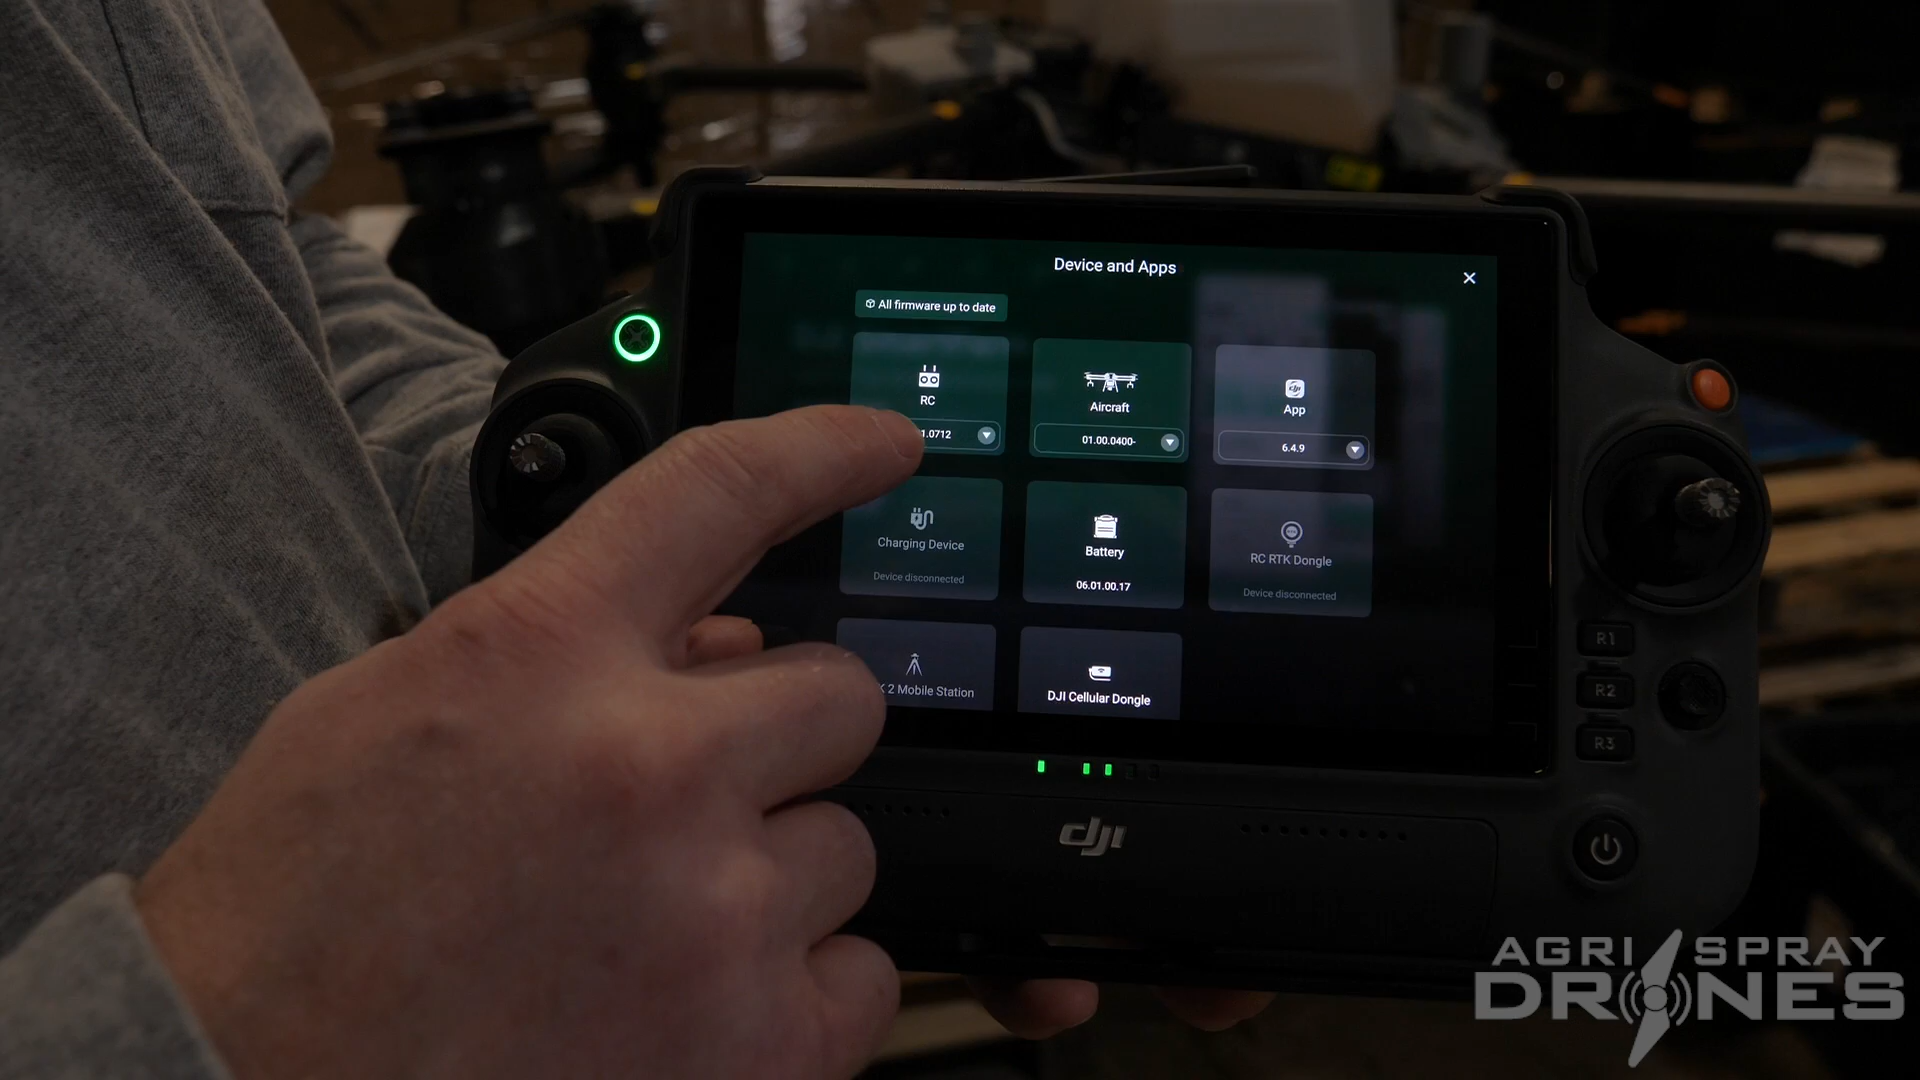 Device and Apps
All firmware up to date
RC
1.0712
Aircraft
01.00.0400-
App
6.4.9
Charging Device
Device disconnected
Battery
06.01.00.17
RC RTK Dongle
Device disconnected
2 Mobile Station
DJI Cellular Dongle
R1
R2
R3
dji
AGRI SPRAY
DRONES